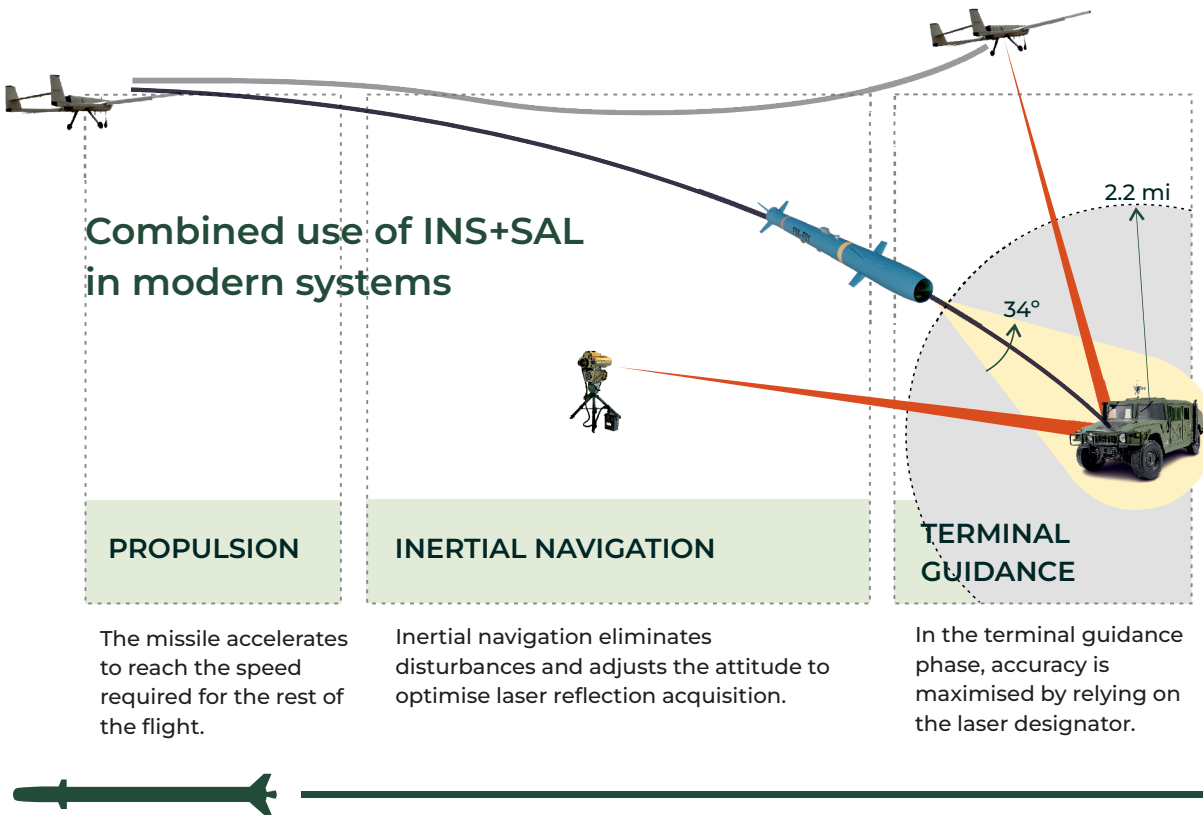 2.2 mi
Combined use of INS+SAL
in modern systems
34º
PROPULSION
INERTIAL NAVIGATION
TERMINAL
GUIDANCE
The missile accelerates
to reach the speed
required for the rest of
the flight.
Inertial navigation eliminates
disturbances and adjusts the attitude to
optimise laser reflection acquisition.
In the terminal guidance
phase, accuracy is
maximised by relying on
the laser designator.